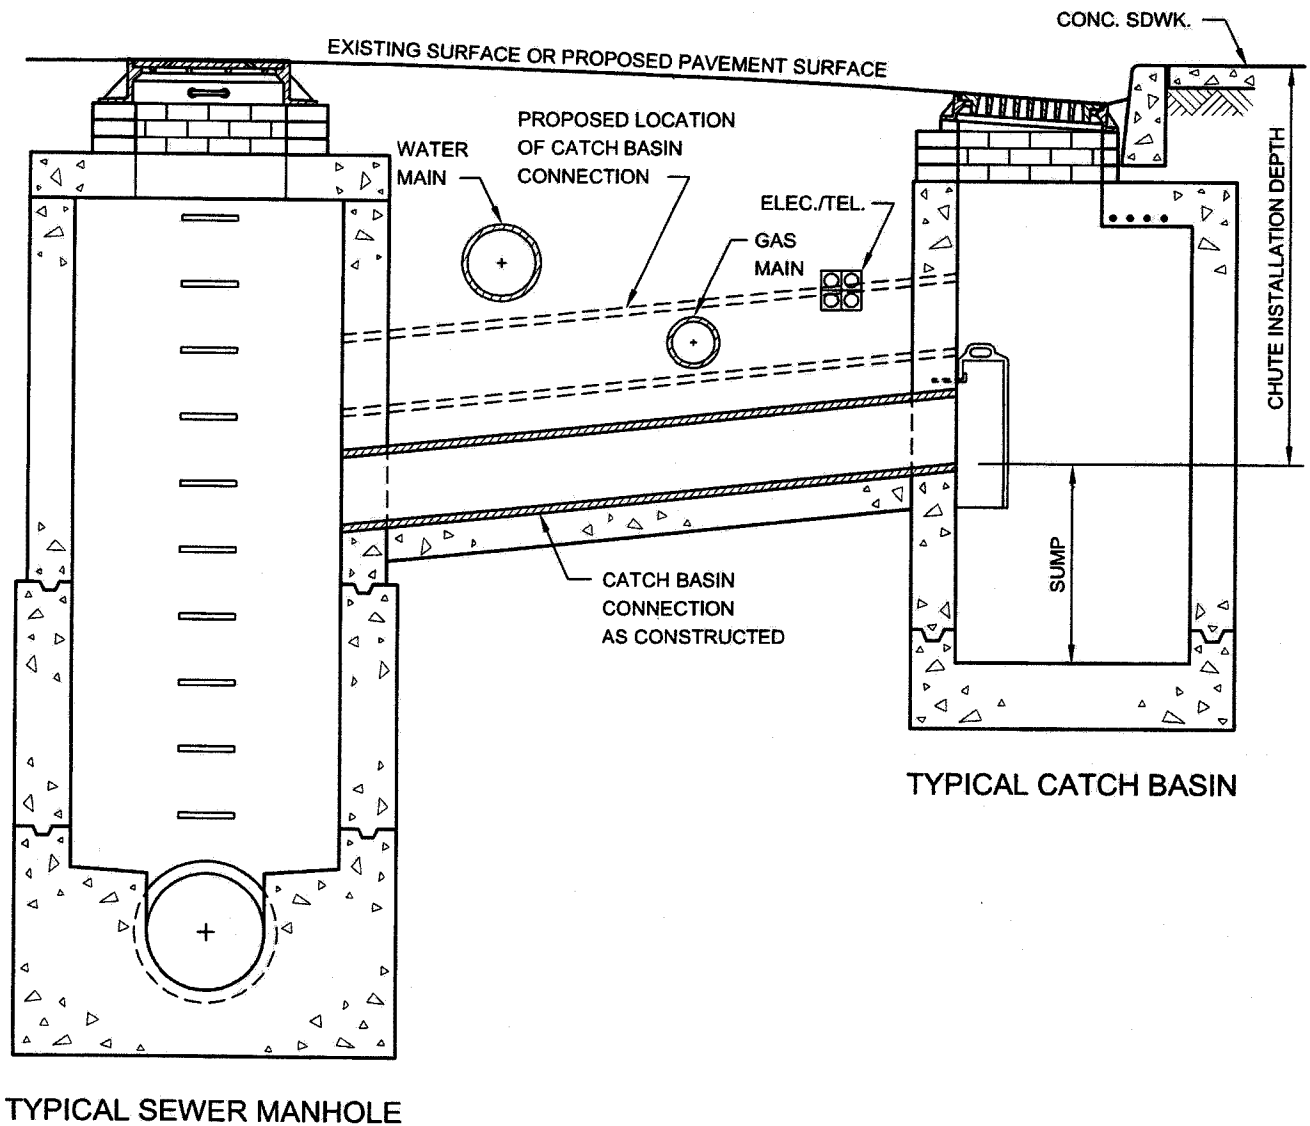 CONC. SDWK.
EXISTING SURFACE OR PROPOSED PAVEMENT SURFACE
PROPOSED LOCATION
OF CATCH BASIN
CONNECTION
WATER
MAIN
ELEC./TEL.
GAS
MAIN
CHUTE INSTALLATION DEPTH
SUMP
CATCH BASIN
CONNECTION
AS CONSTRUCTED
TYPICAL CATCH BASIN
TYPICAL SEWER MANHOLE